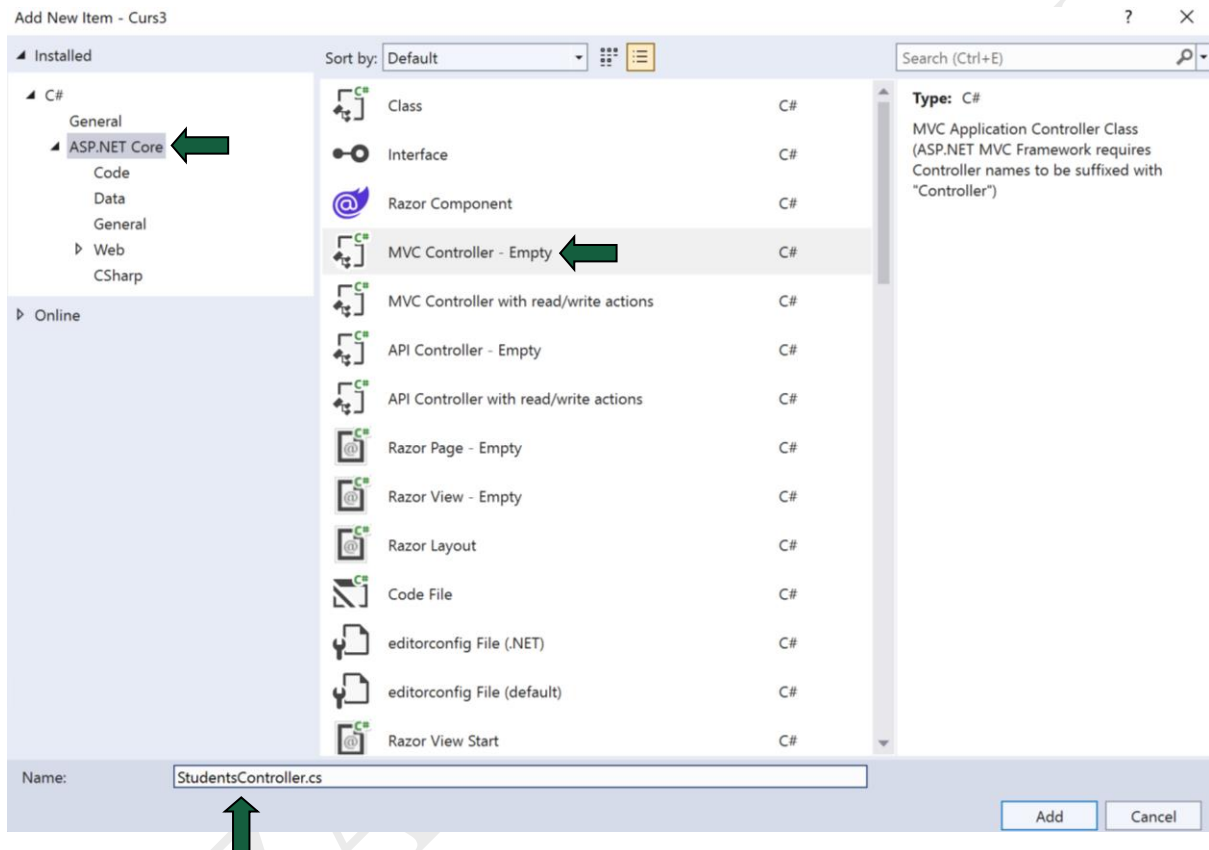 Add New Item - Curs3
? X
Installed
Sort by: Default
Search (Ctrl+E)
C#
General
ASP.NET Core
Code
Data
General
Web
CSharp
Online
Class C#
Interface C#
Razor Component C#
MVC Controller - Empty C#
MVC Controller with read/write actions C#
API Controller - Empty C#
API Controller with read/write actions C#
Razor Page - Empty C#
Razor View - Empty C#
Razor Layout C#
Code File C#
editorconfig File (.NET) C#
editorconfig File (default) C#
Razor View Start C#
Type: C#
MVC Application Controller Class
(ASP.NET MVC Framework requires
Controller names to be suffixed with
"Controller")
Name: StudentsController.cs
Add Cancel